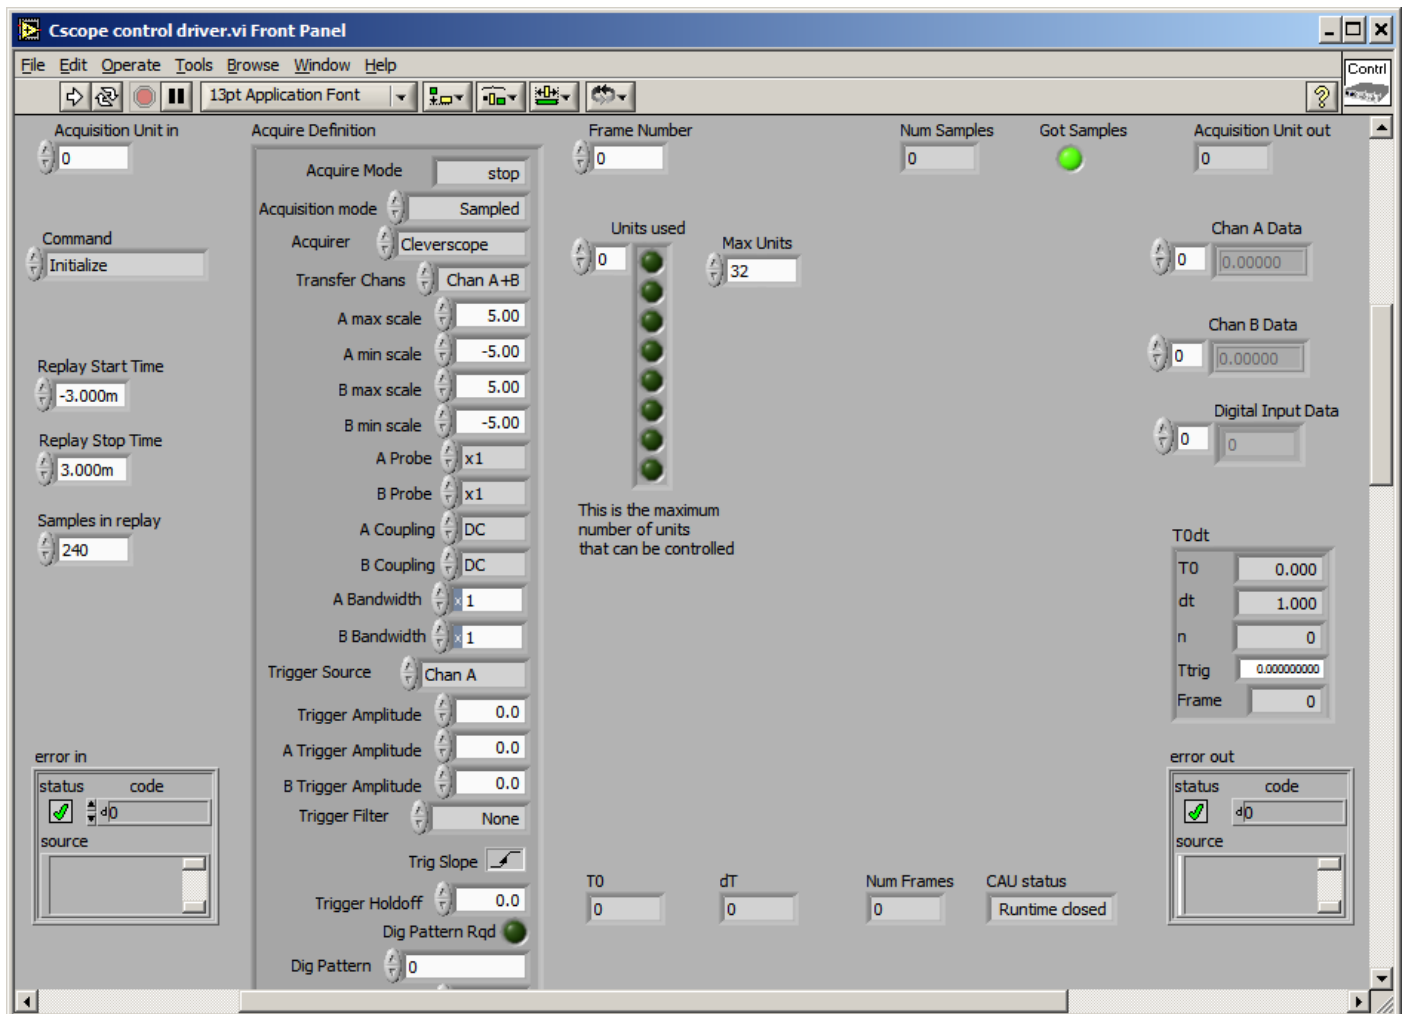 Cscope control driver.vi Front Panel
File Edit Operate Tools Browse Window Help
Contrl
13pt Application Font
Acquisition Unit in
0
Command
Initialize
Replay Start Time
-3.000m
Replay Stop Time
3.000m
Samples in replay
240
error in
status code
d0
source
Acquire Definition
Acquire Mode stop
Acquisition mode Sampled
Acquirer Cleverscope
Transfer Chans Chan A+B
A max scale 5.00
A min scale -5.00
B max scale 5.00
B min scale -5.00
A Probe x1
B Probe x1
A Coupling DC
B Coupling DC
A Bandwidth x 1
B Bandwidth x 1
Trigger Source Chan A
Trigger Amplitude 0.0
A Trigger Amplitude 0.0
B Trigger Amplitude 0.0
Trigger Filter None
Trig Slope
Trigger Holdoff 0.0
Dig Pattern Rqd
Dig Pattern 0
Frame Number
0
Units used
0
Max Units
32
This is the maximum
number of units
that can be controlled
T0
0
dT
0
Num Frames
0
CAU status
Runtime closed
Num Samples
0
Got Samples
Acquisition Unit out
0
Chan A Data
0 0.00000
Chan B Data
0 0.00000
Digital Input Data
0 0
T0dt
T0 0.000
dt 1.000
n 0
Ttrig 0.000000000
Frame 0
error out
status code
d0
source